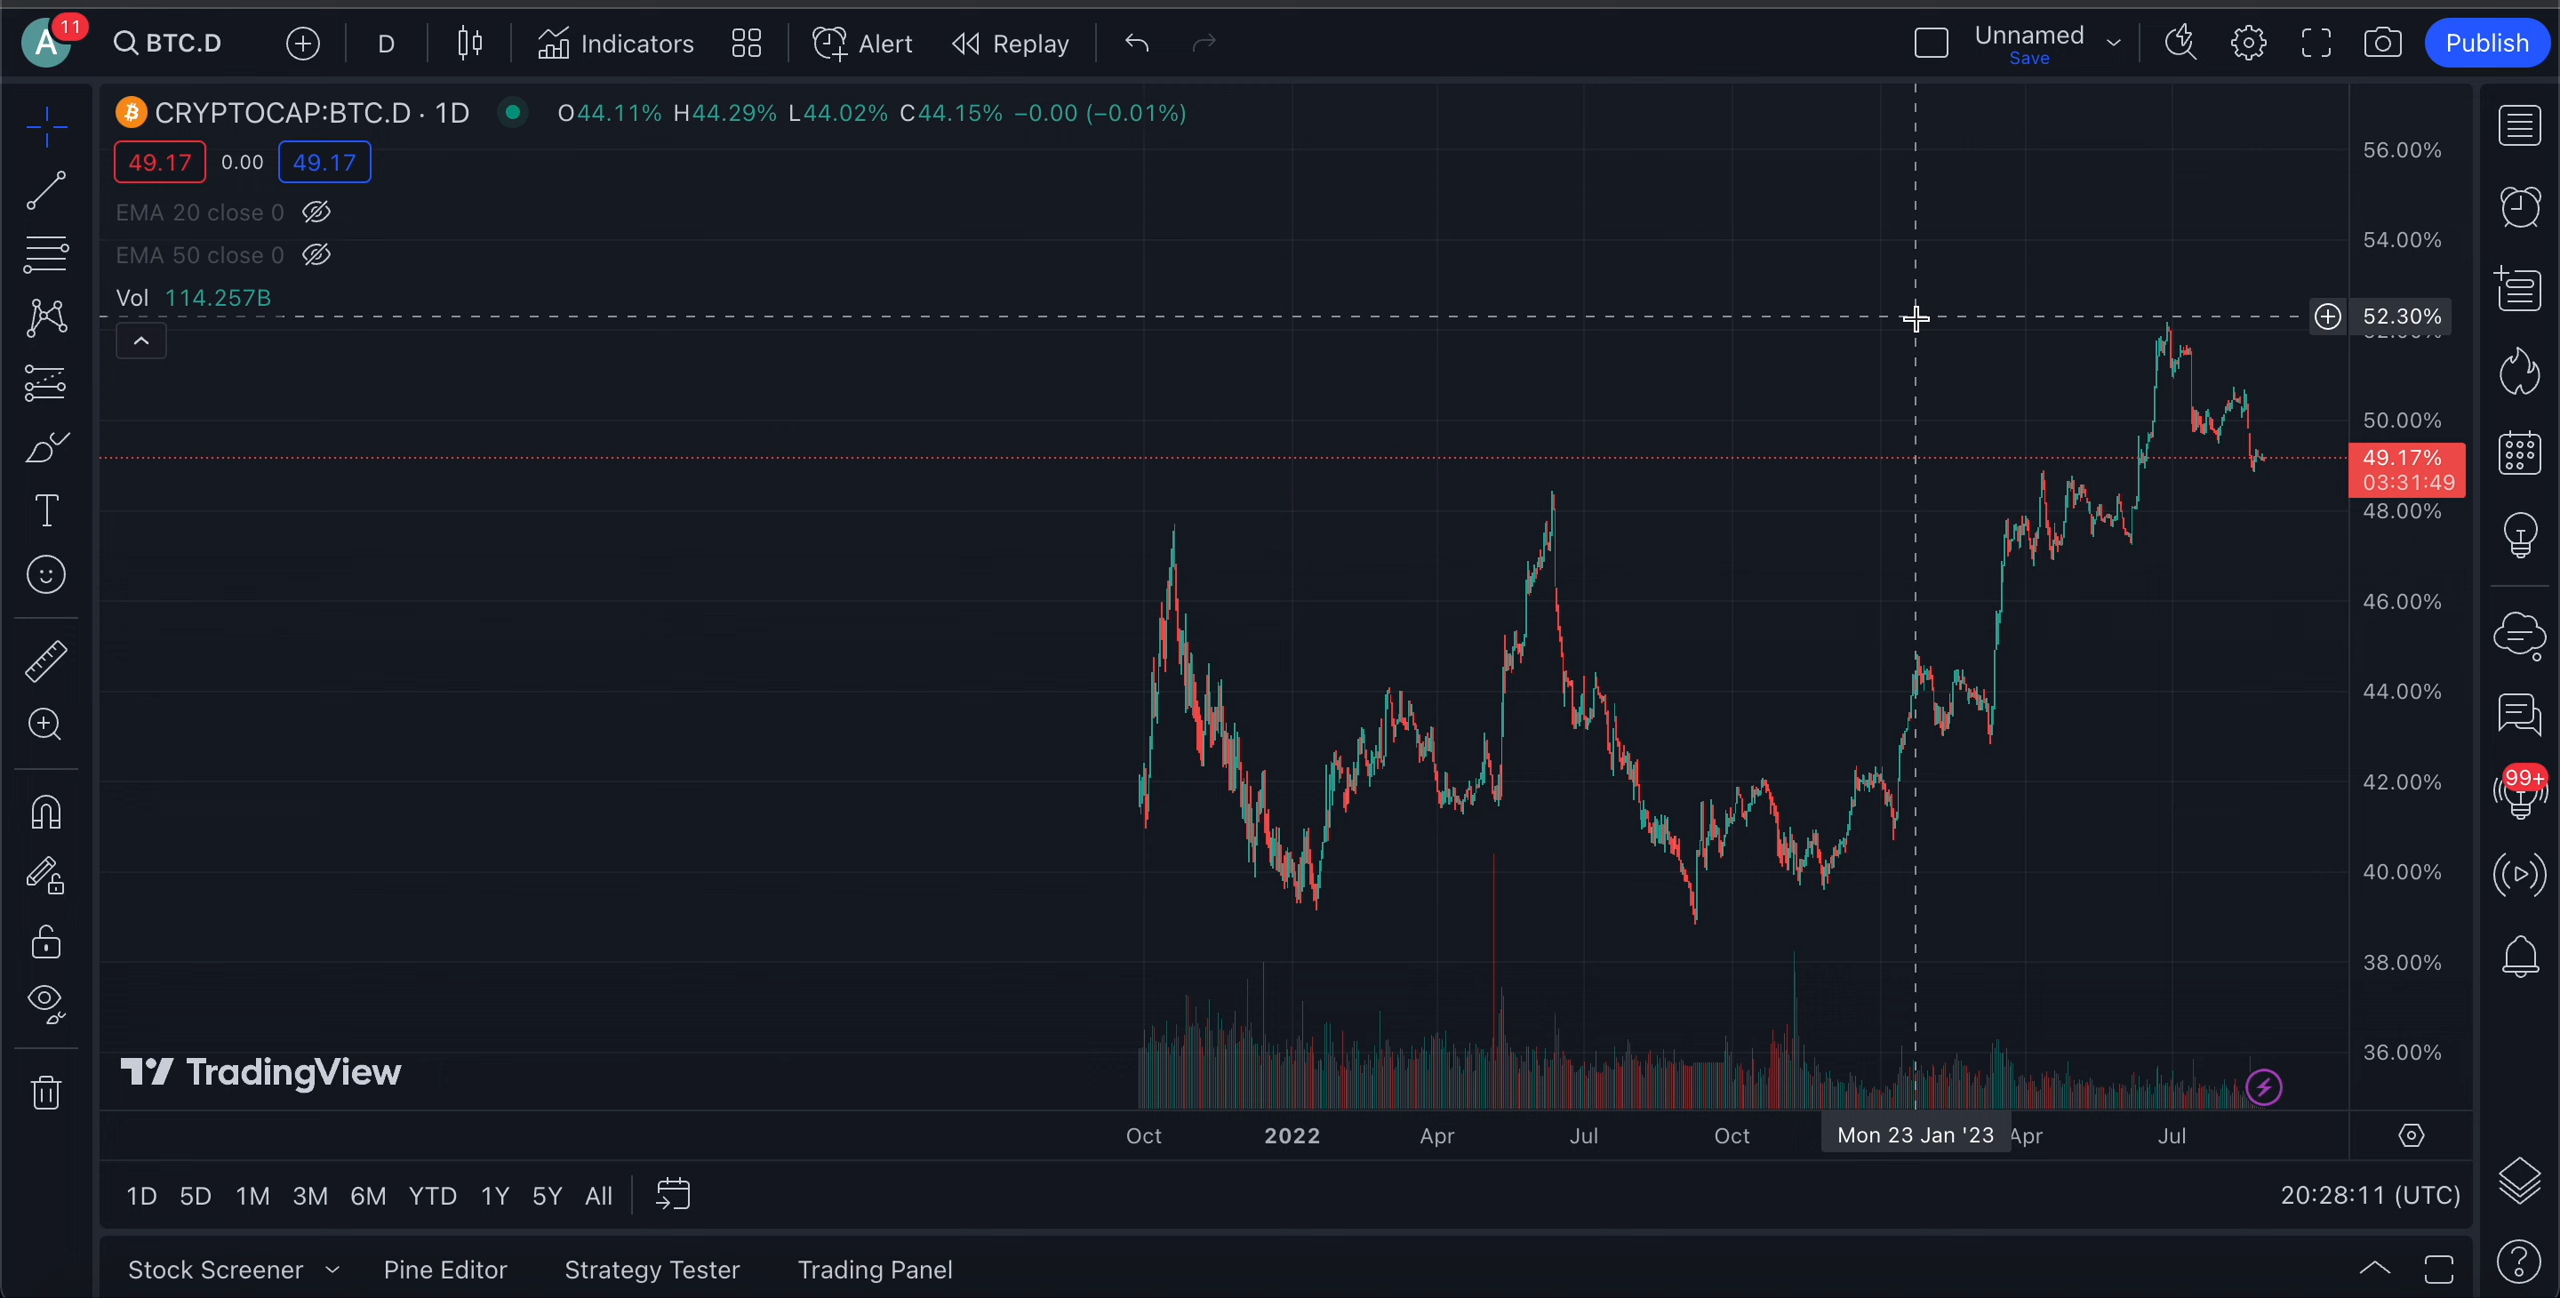 A 11 BTC.D D Indicators Alert Replay Unnamed Save Publish
CRYPTOCAP:BTC.D · 1D O44.11% H44.29% L44.02% C44.15% −0.00 (−0.01%)
49.17 0.00 49.17
EMA 20 close 0
EMA 50 close 0
Vol 114.257B
56.00%
54.00%
52.30%
50.00%
49.17%
03:31:49
48.00%
46.00%
44.00%
42.00%
40.00%
38.00%
36.00%
99+
TradingView
Oct 2022 Apr Jul Oct Mon 23 Jan '23 Apr Jul
1D 5D 1M 3M 6M YTD 1Y 5Y All 20:28:11 (UTC)
Stock Screener Pine Editor Strategy Tester Trading Panel